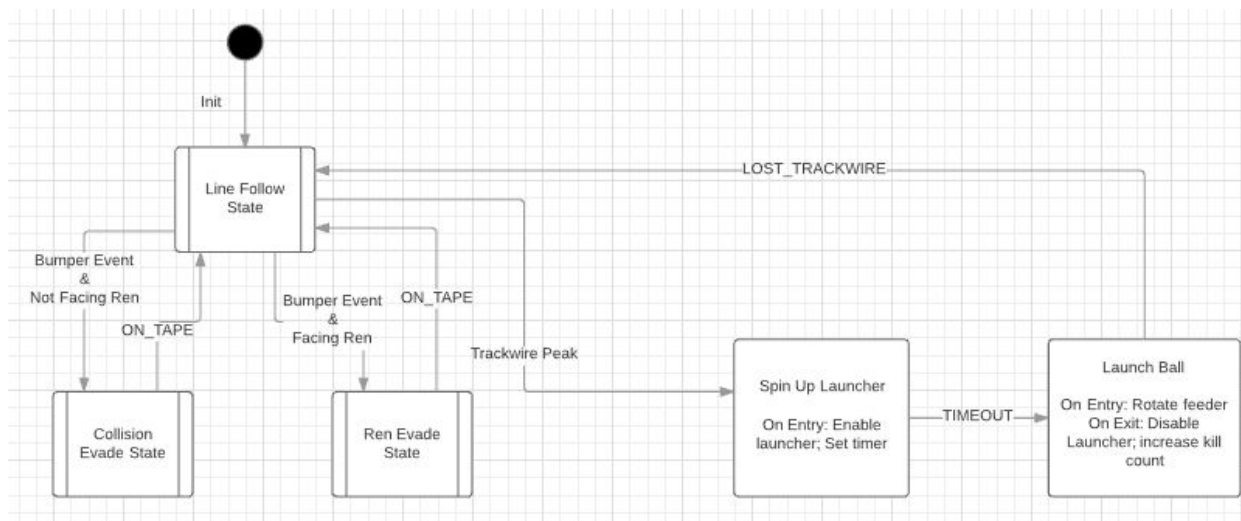 Init
Line Follow
State
LOST_TRACKWIRE
Bumper Event
&
Not Facing Ren
ON_TAPE
Bumper Event
&
Facing Ren
ON_TAPE
Trackwire Peak
Collision
Evade State
Ren Evade
State
Spin Up Launcher
On Entry: Enable
launcher; Set timer
TIMEOUT
Launch Ball
On Entry: Rotate feeder
On Exit: Disable
Launcher; increase kill
count